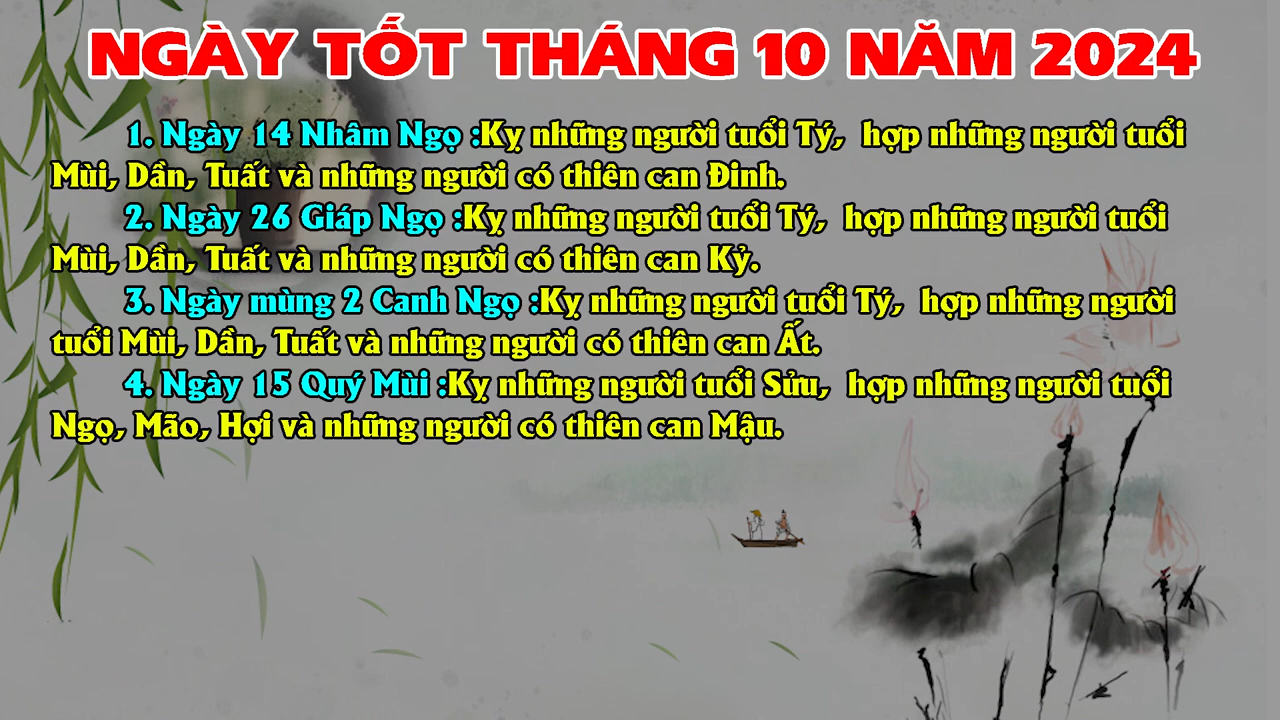 NGÀY TỐT THÁNG 10 NĂM 2024
1. Ngày 14 Nhâm Ngọ :Kỵ những người tuổi Tý, hợp những người tuổi
Mùi, Dần, Tuất và những người có thiên can Đinh.
2. Ngày 26 Giáp Ngọ :Kỵ những người tuổi Tý, hợp những người tuổi
Mùi, Dần, Tuất và những người có thiên can Kỷ.
3. Ngày mùng 2 Canh Ngọ :Kỵ những người tuổi Tý, hợp những người
tuổi Mùi, Dần, Tuất và những người có thiên can Ất.
4. Ngày 15 Quý Mùi :Kỵ những người tuổi Sửu, hợp những người tuổi
Ngọ, Mão, Hợi và những người có thiên can Mậu.